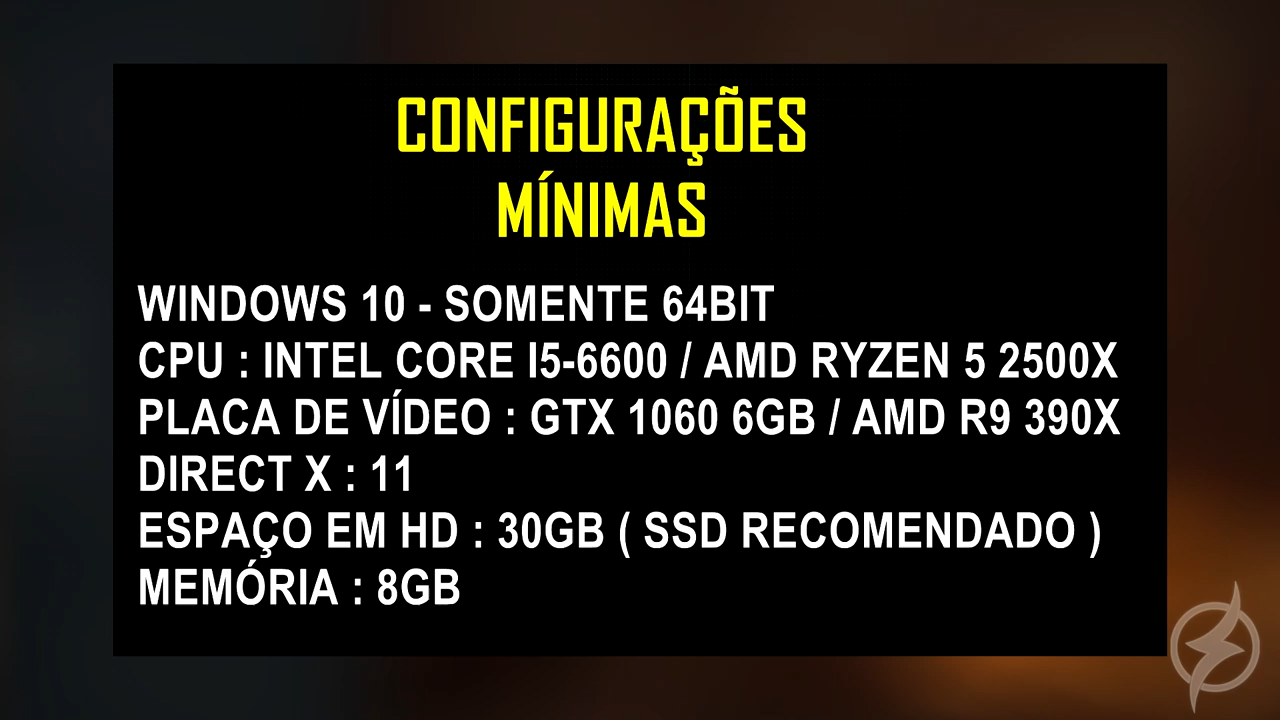 CONFIGURAÇÕES
MÍNIMAS
WINDOWS 10 - SOMENTE 64BIT
CPU : INTEL CORE I5-6600 / AMD RYZEN 5 2500X
PLACA DE VÍDEO : GTX 1060 6GB / AMD R9 390X
DIRECT X : 11
ESPAÇO EM HD : 30GB ( SSD RECOMENDADO )
MEMÓRIA : 8GB